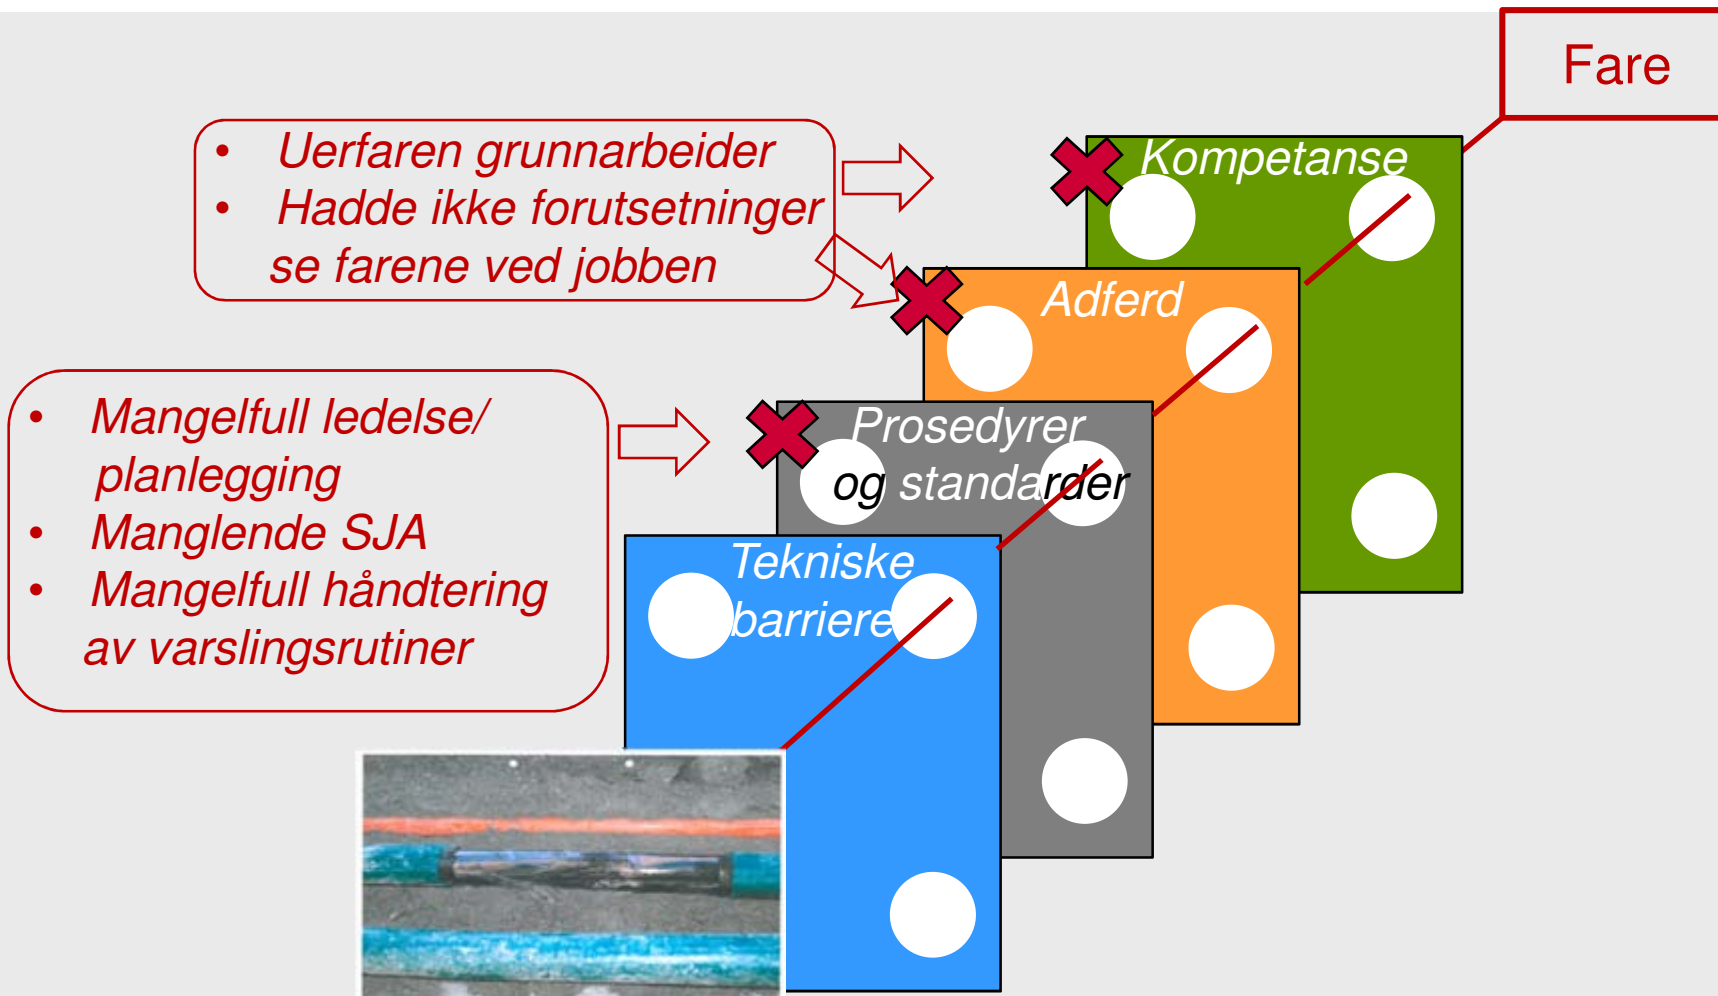 Fare
• Uerfaren grunnarbeider
• Hadde ikke forutsetninger
se farene ved jobben
Kompetanse
Adferd
• Mangelfull ledelse/
planlegging
• Manglende SJA
• Mangelfull håndtering
av varslingsrutiner
Prosedyrer
og standarder
Tekniske
barriere